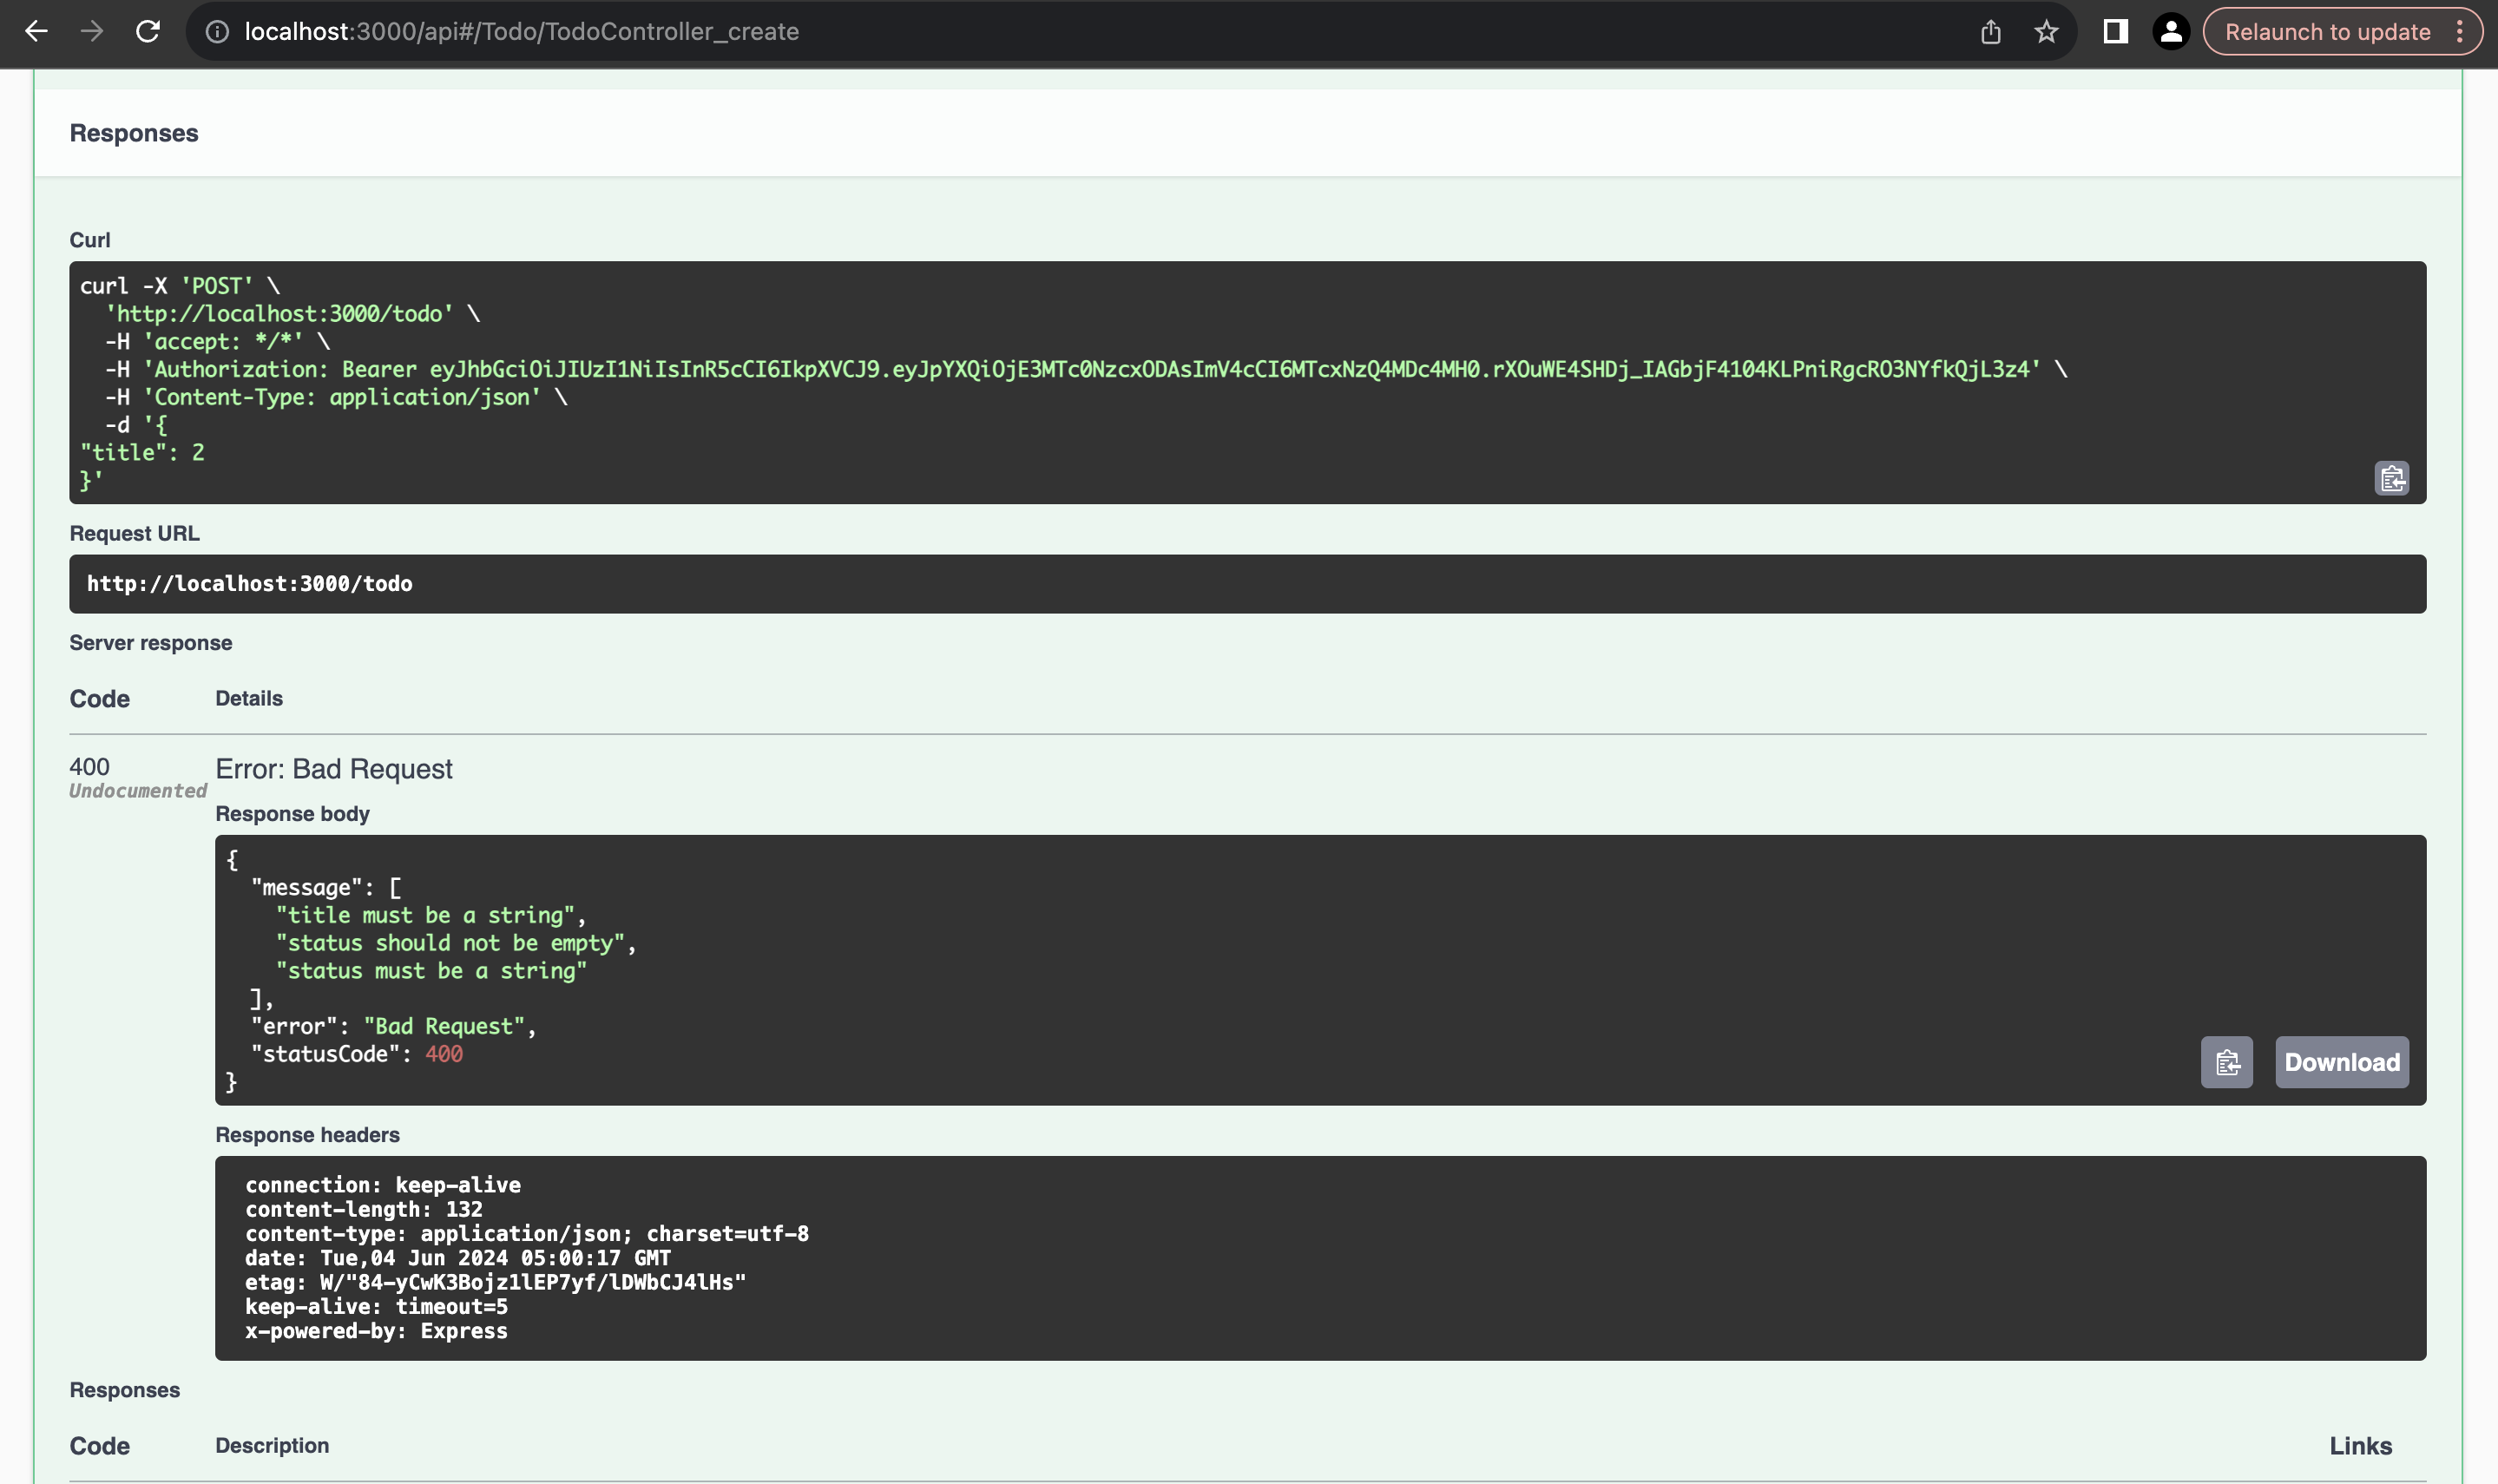 localhost:3000/api#/Todo/TodoController_create
Relaunch to update
Responses
Curl
curl -X 'POST' \
'http://localhost:3000/todo' \
-H 'accept: */*' \
-H 'Authorization: Bearer eyJhbGciOiJIUzI1NiIsInR5cCI6IkpXVCJ9.eyJpYXQiOjE3MTc0NzcxODAsImV4cCI6MTcxNzQ4MDc4MH0.rXOuWE4SHDj_IAGbjF4104KLPniRgcRO3NYfkQjL3z4' \
-H 'Content-Type: application/json' \
-d '{
"title": 2
}'
Request URL
http://localhost:3000/todo
Server response
Code Details
400 Error: Bad Request
Undocumented
Response body
{
"message": [
"title must be a string",
"status should not be empty",
"status must be a string"
],
"error": "Bad Request",
"statusCode": 400
}
Download
Response headers
connection: keep-alive
content-length: 132
content-type: application/json; charset=utf-8
date: Tue,04 Jun 2024 05:00:17 GMT
etag: W/"84-yCwK3Bojz1lEP7yf/lDWbCJ4lHs"
keep-alive: timeout=5
x-powered-by: Express
Responses
Code Description Links